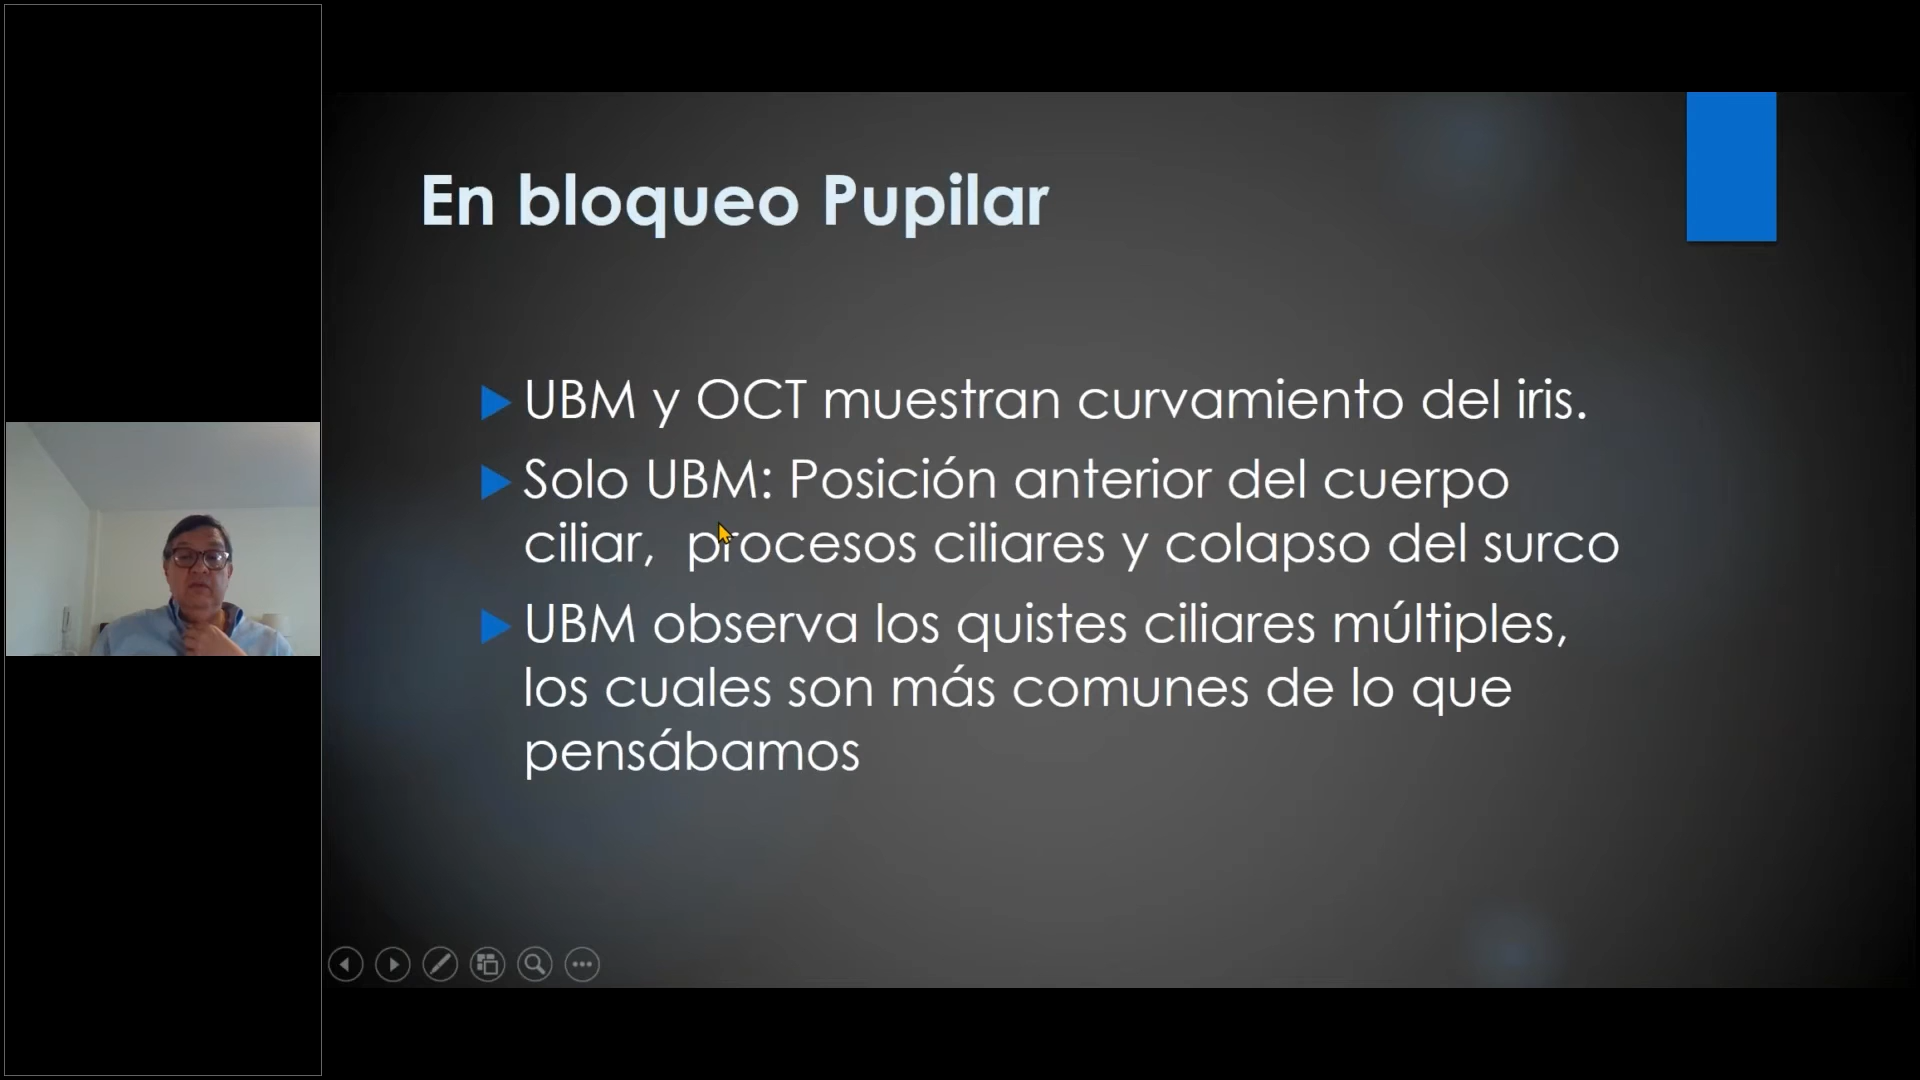 En bloqueo Pupilar
UBM y OCT muestran curvamiento del iris.
Solo UBM: Posición anterior del cuerpo
ciliar, procesos ciliares y colapso del surco
UBM observa los quistes ciliares múltiples,
los cuales son más comunes de lo que
pensábamos